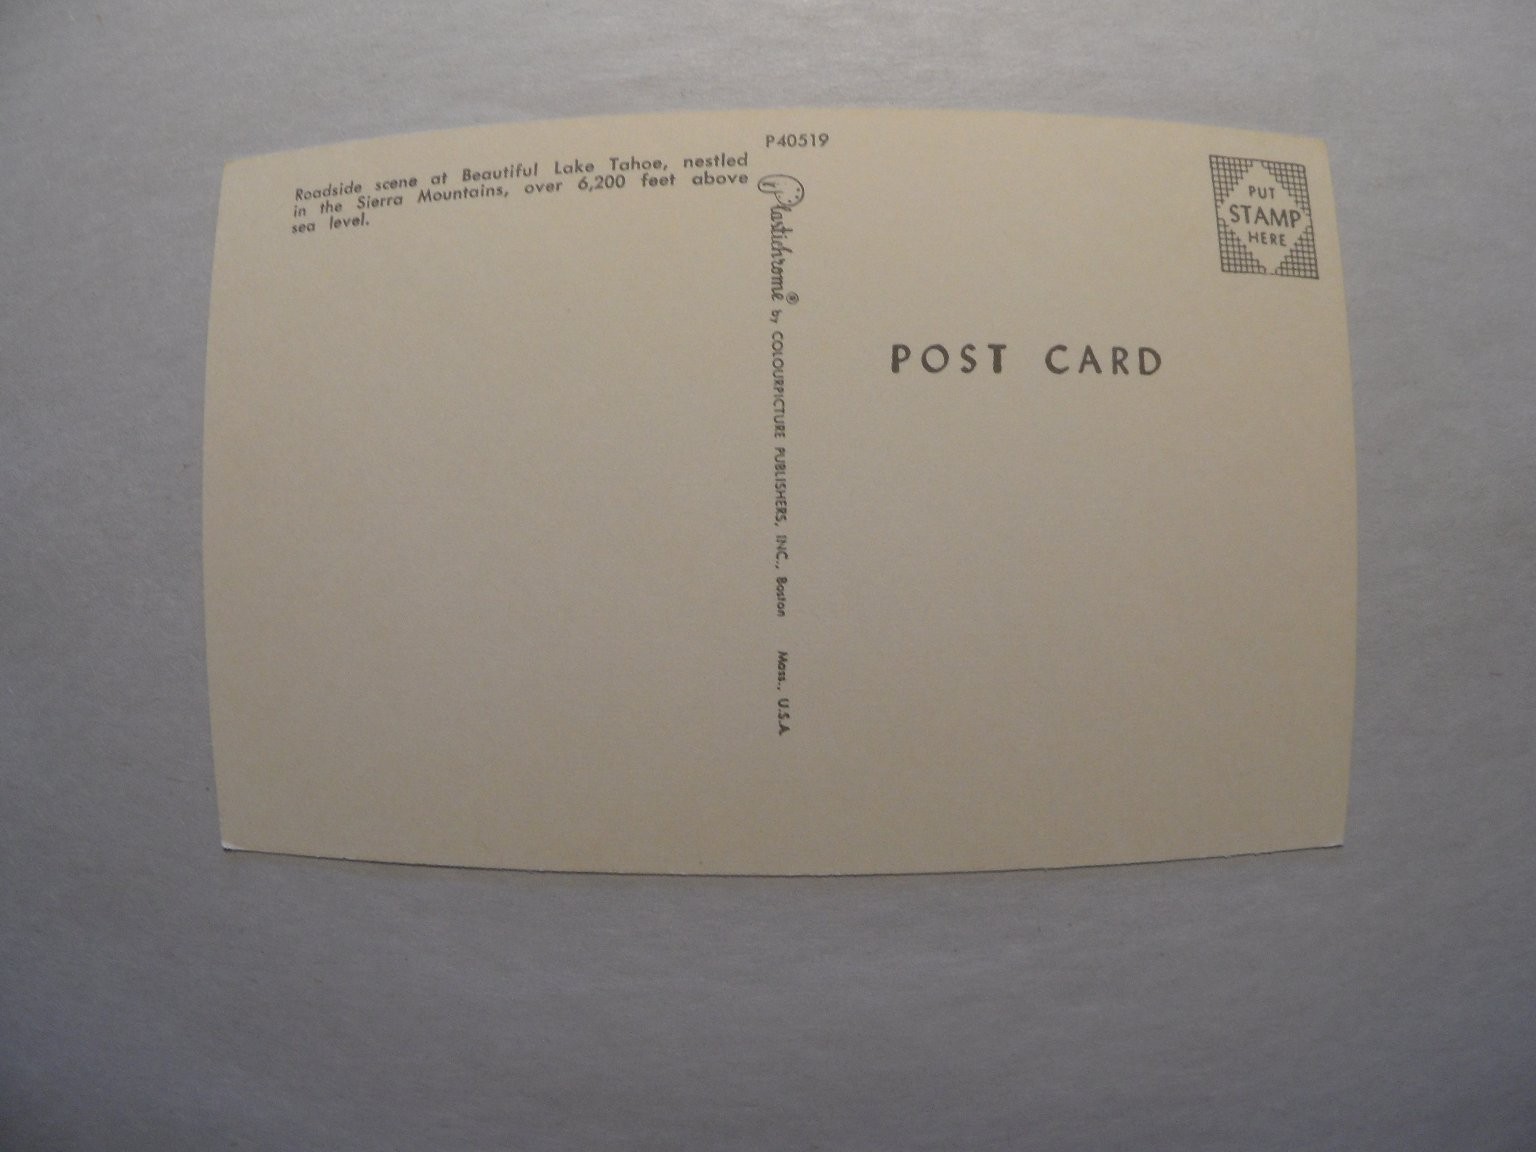 P40519
Roadside scene at Beautiful Lake Tahoe, nestled
in the Sierra Mountains, over 6,200 feet above
sea level.
Plastichrome® by COLOURPICTURE PUBLISHERS, INC., Boston Mass., U.S.A.
PUT
STAMP
HERE
POST CARD